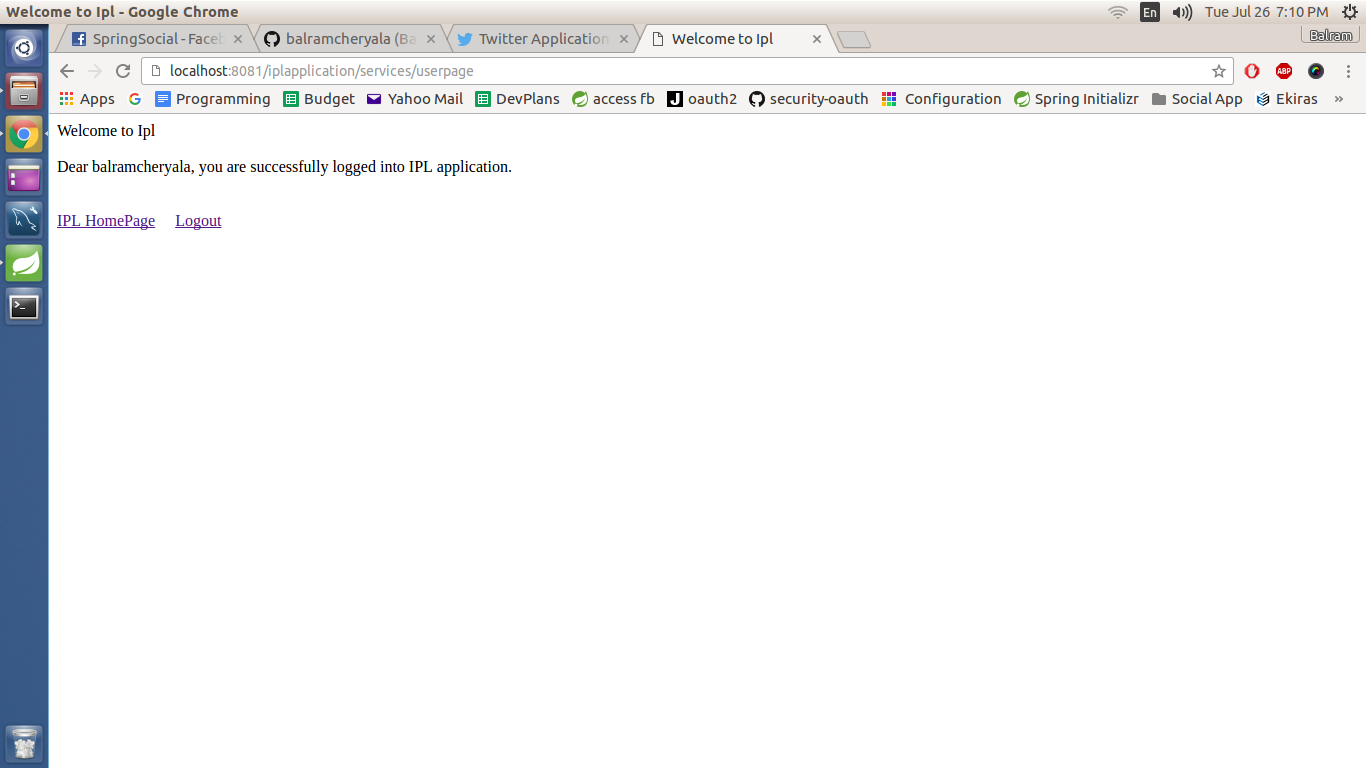 Welcome to Ipl - Google Chrome
En
Tue Jul 26 7:10 PM
SpringSocial - Faceb
balramcheryala (Ba
Twitter Application
Welcome to Ipl
Balram
localhost:8081/iplapplication/services/userpage
ABP
Apps
G
Programming
Budget
Yahoo Mail
DevPlans
access fb
J
oauth2
security-oauth
Configuration
Spring Initializr
Social App
Ekiras
»
Welcome to Ipl
Dear balramcheryala, you are successfully logged into IPL application.
IPL HomePage Logout